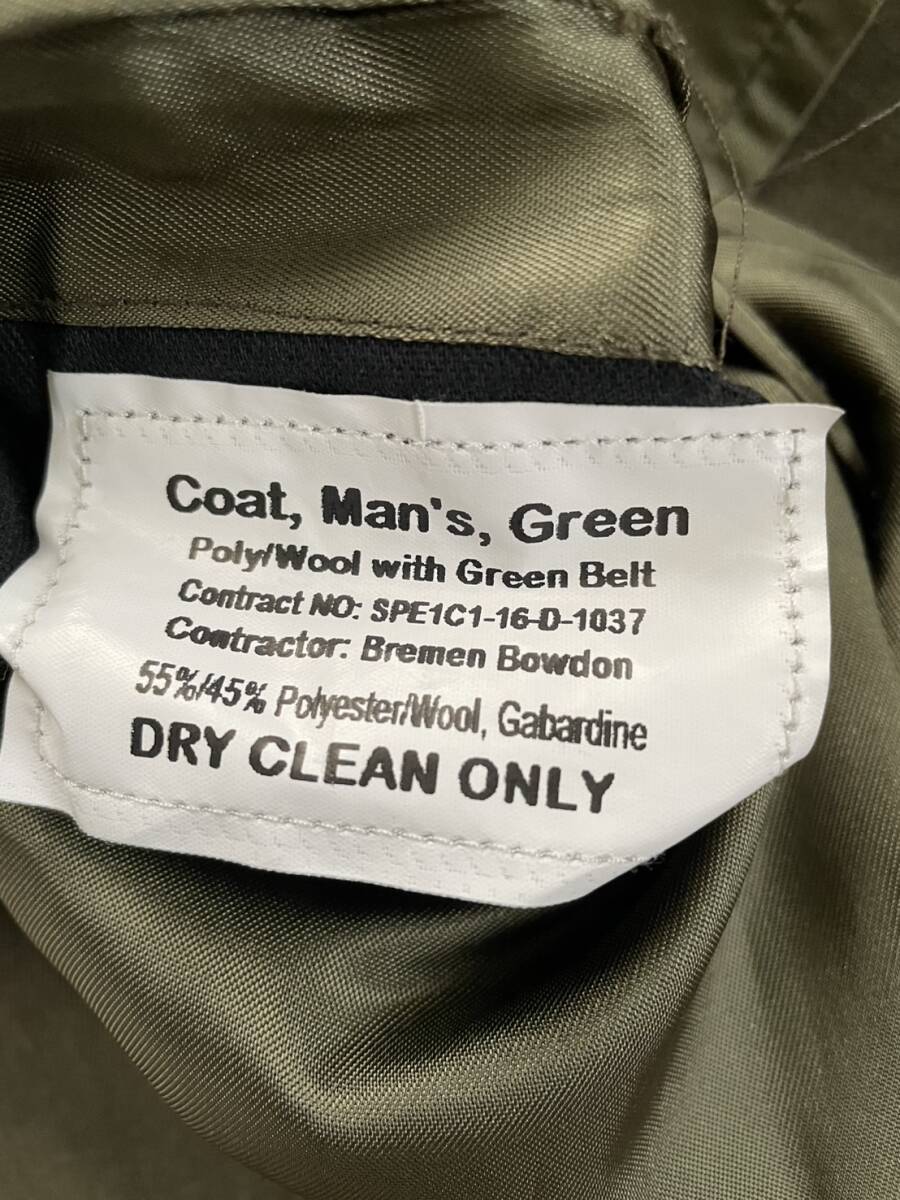 Coat, Man's, Green
Poly/Wool with Green Belt
Contract NO: SPE1C1-16-D-1037
Contractor: Bremen Bowdon
55%/45% Polyester/Wool, Gabardine
DRY CLEAN ONLY